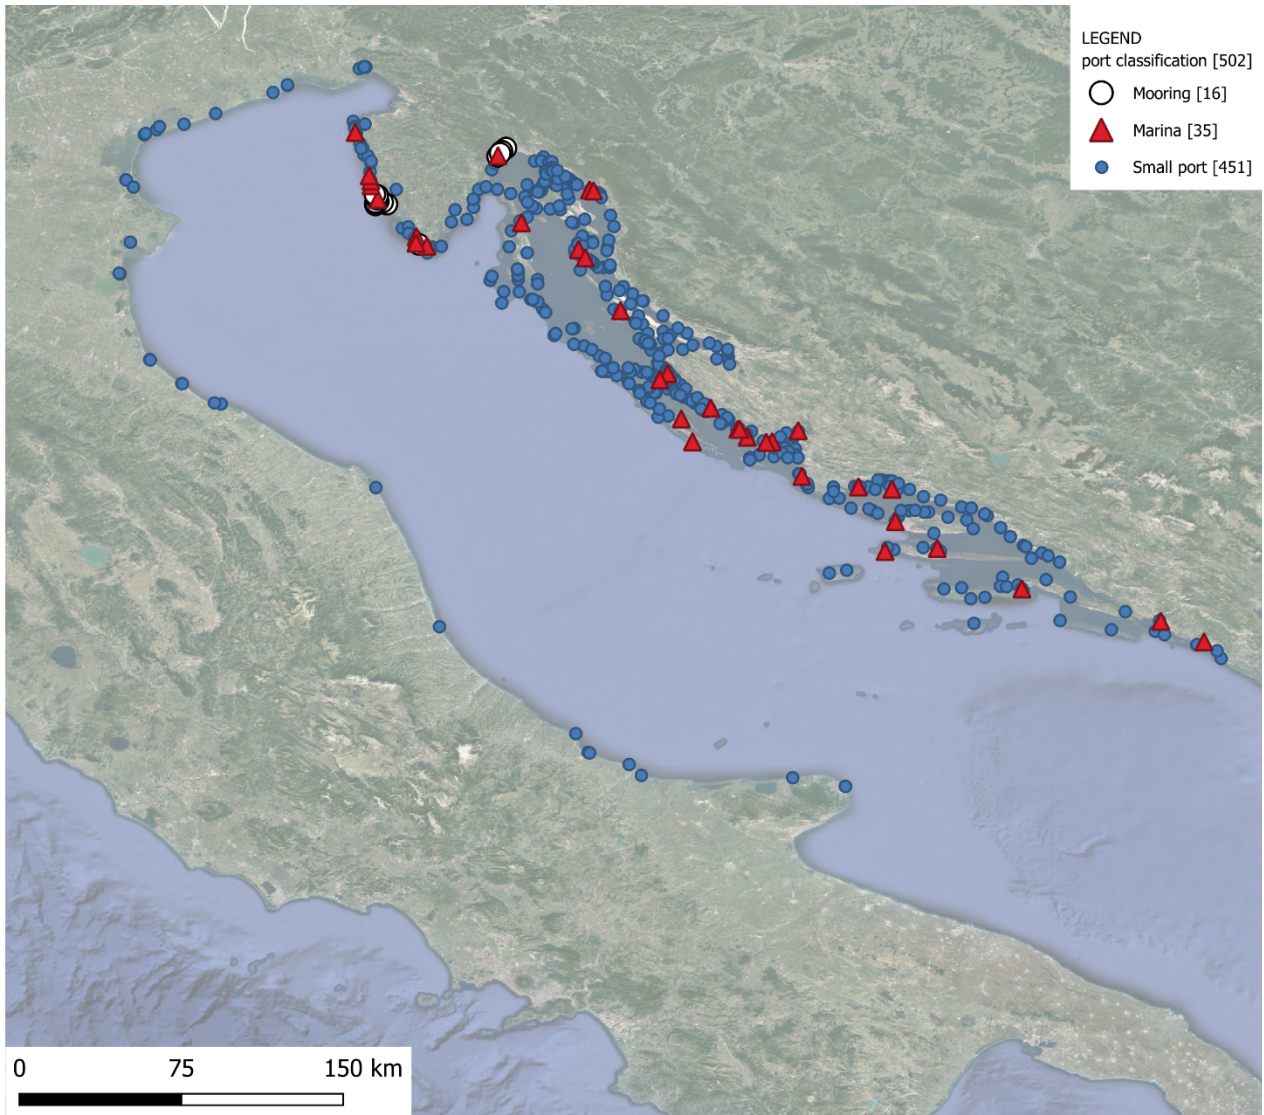 LEGEND
port classification [502]
Mooring [16]
Marina [35]
Small port [451]
0 75 150 km